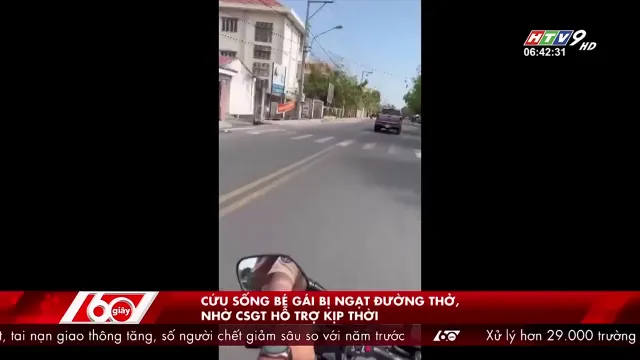 HTV9 HD
06:42:31
60 giây
CỨU SỐNG BÉ GÁI BỊ NGẠT ĐƯỜNG THỞ,
NHỜ CSGT HỖ TRỢ KỊP THỜI
t, tai nạn giao thông tăng, số người chết giảm sâu so với năm trước 60 Xử lý hơn 29.000 trường